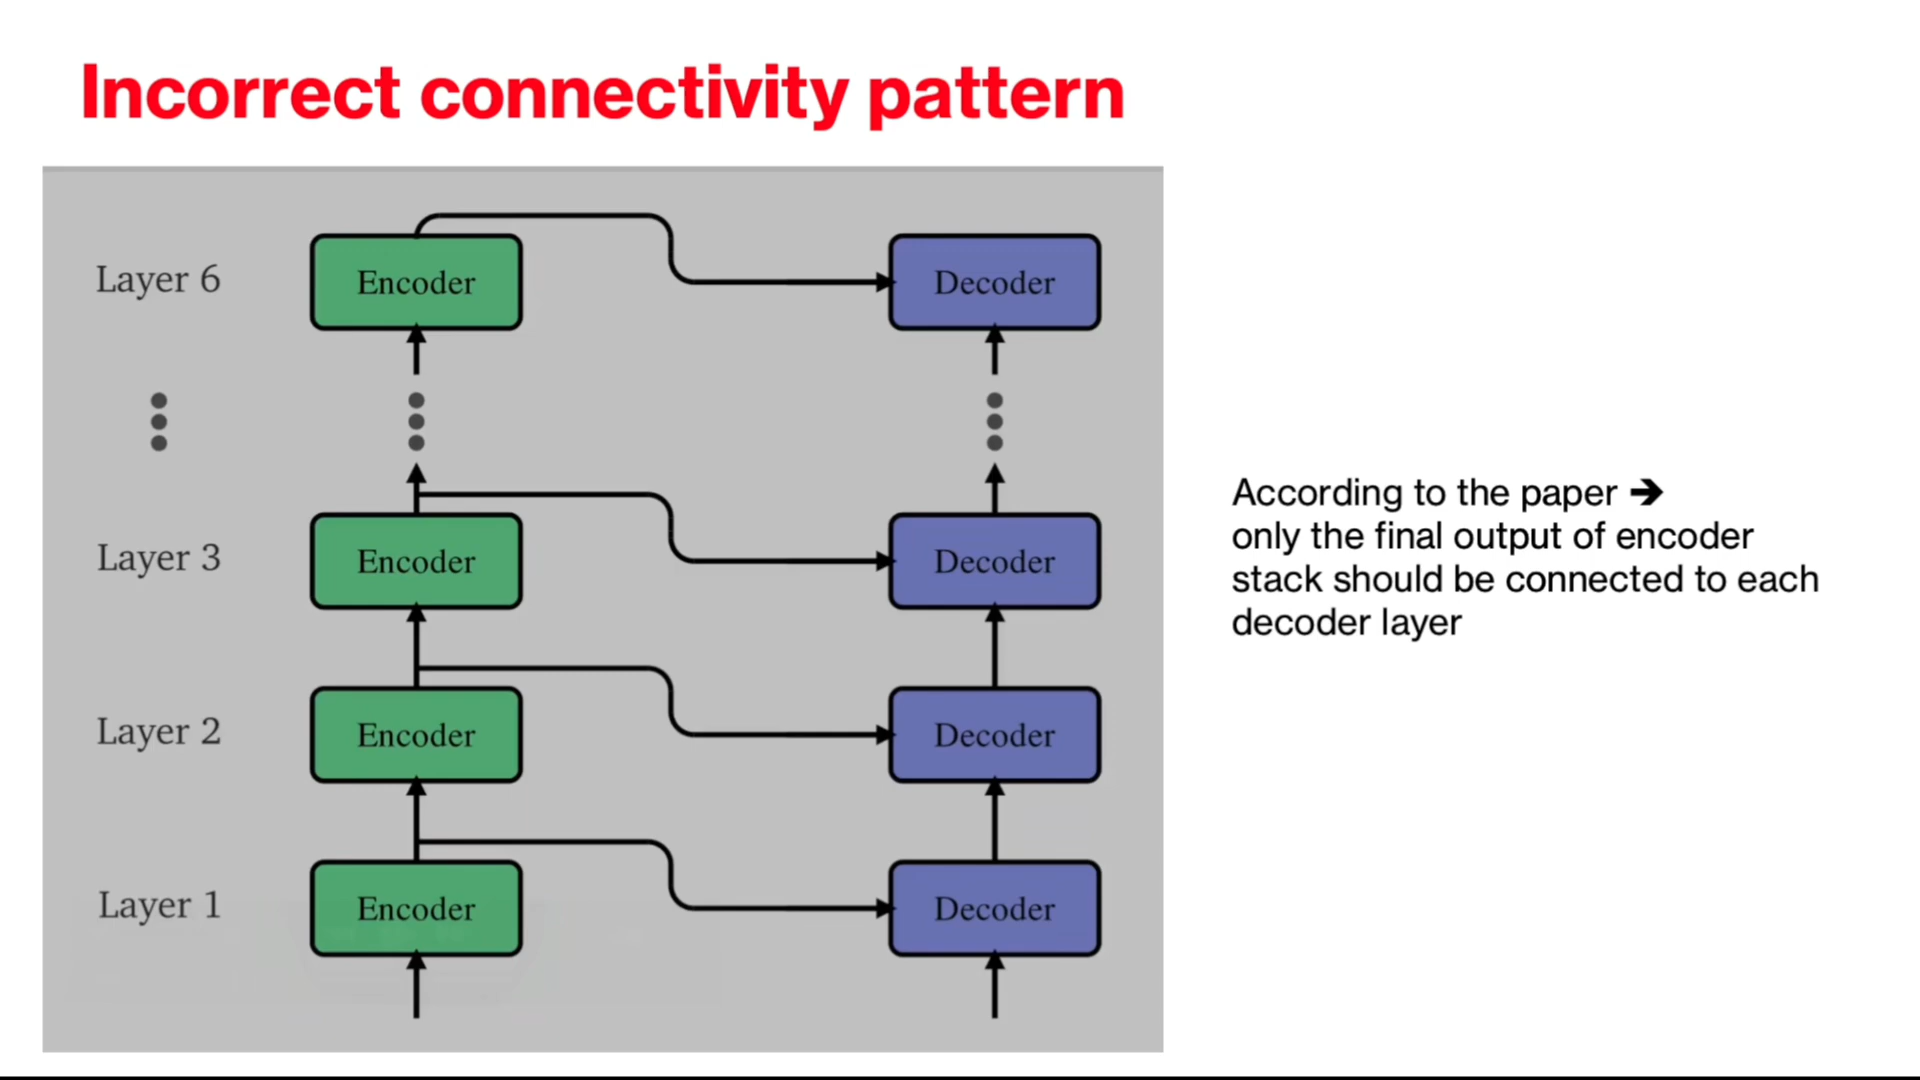 Incorrect connectivity pattern
Layer 6
Encoder
Decoder
Layer 3
Encoder
Decoder
Layer 2
Encoder
Decoder
Layer 1
Encoder
Decoder
According to the paper ➔
only the final output of encoder
stack should be connected to each
decoder layer